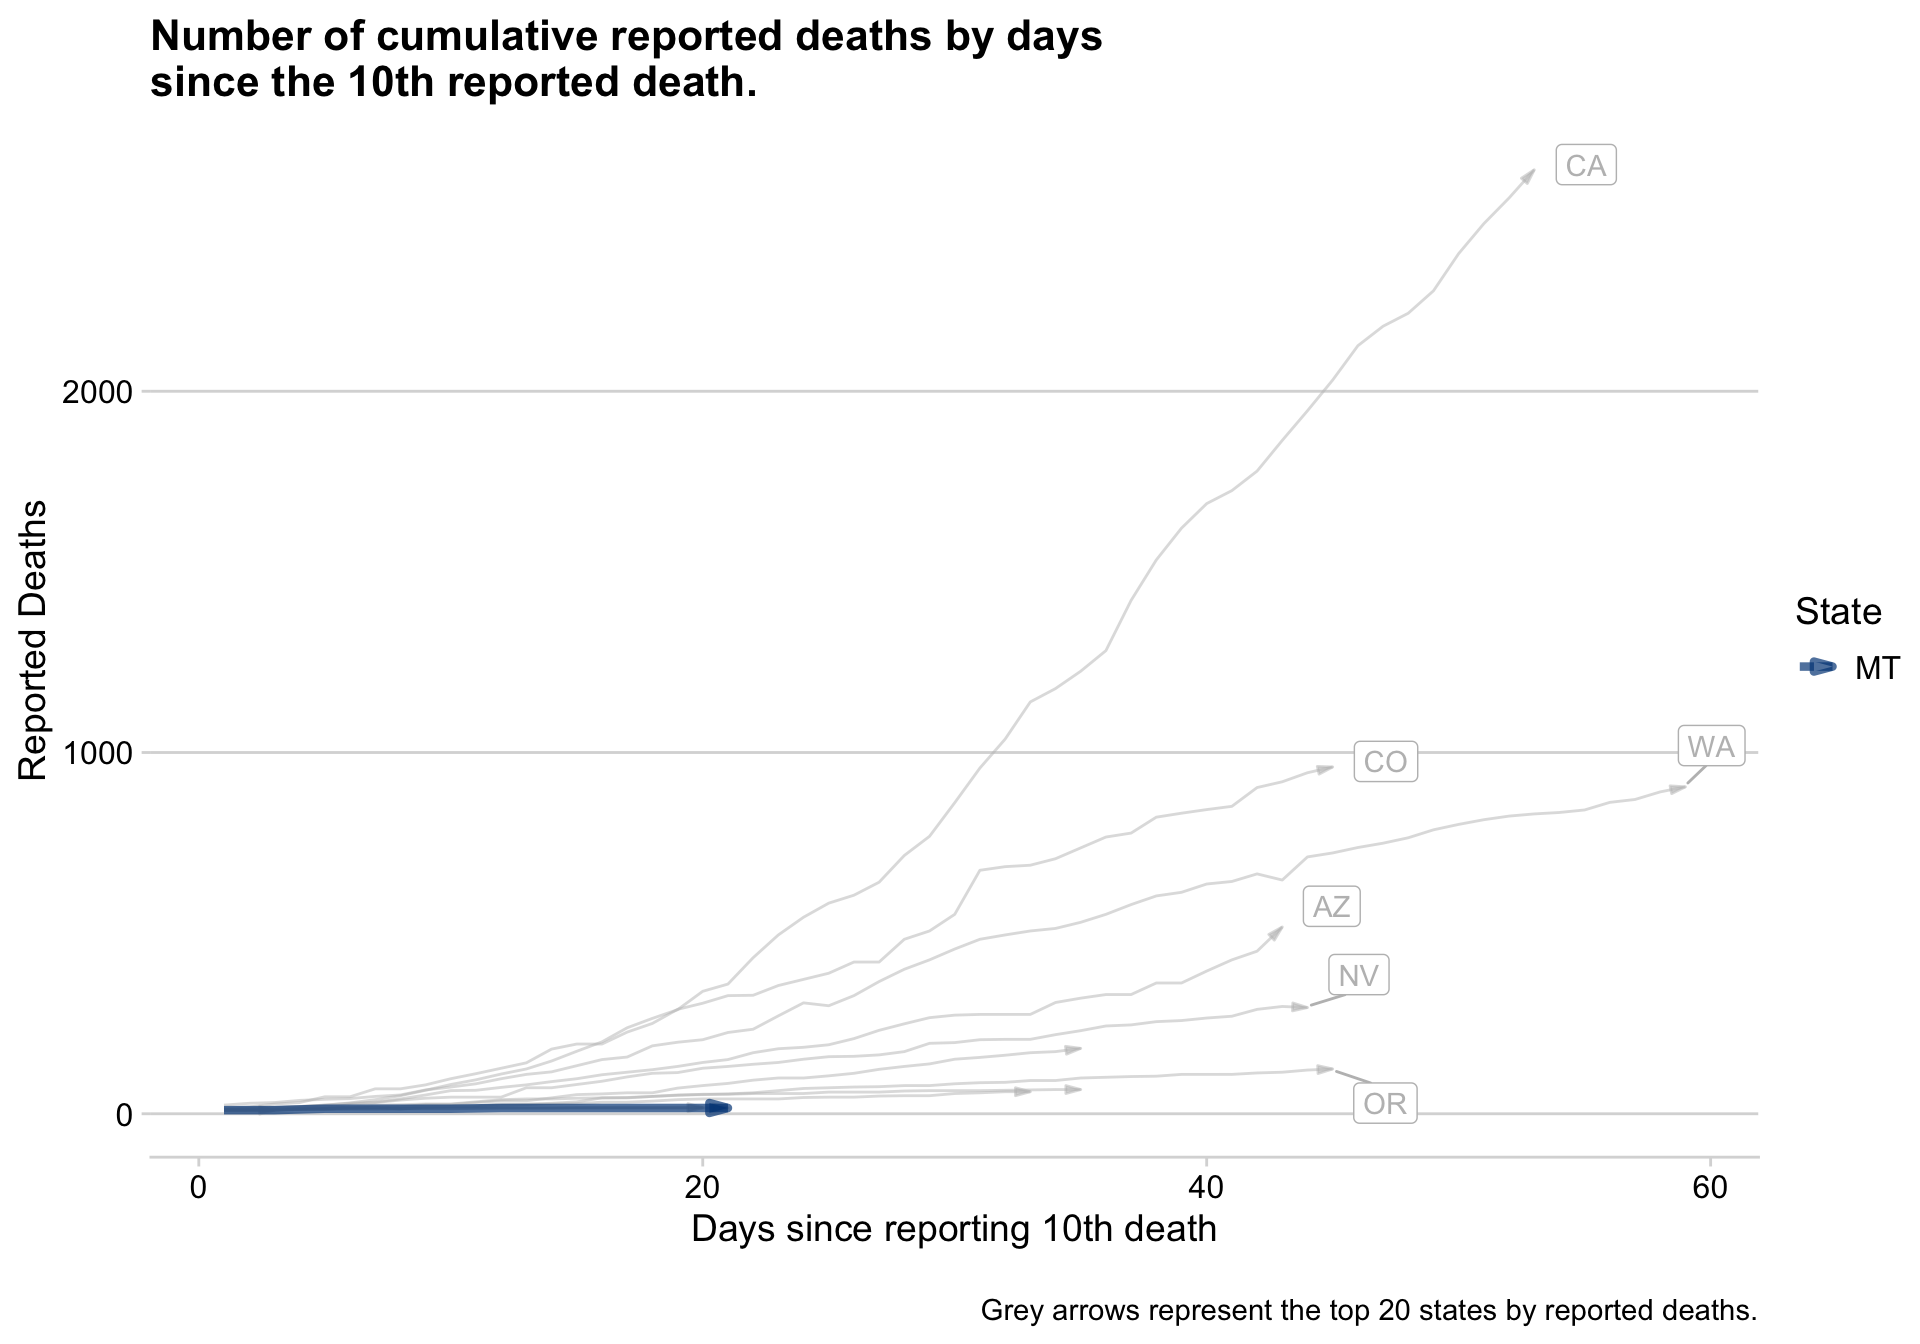 Number of cumulative reported deaths by days
since the 10th reported death.
CA
2000
Reported Deaths
State
MT
1000
WA
CO
AZ
NV
OR
0
0 20 40 60
Days since reporting 10th death
Grey arrows represent the top 20 states by reported deaths.